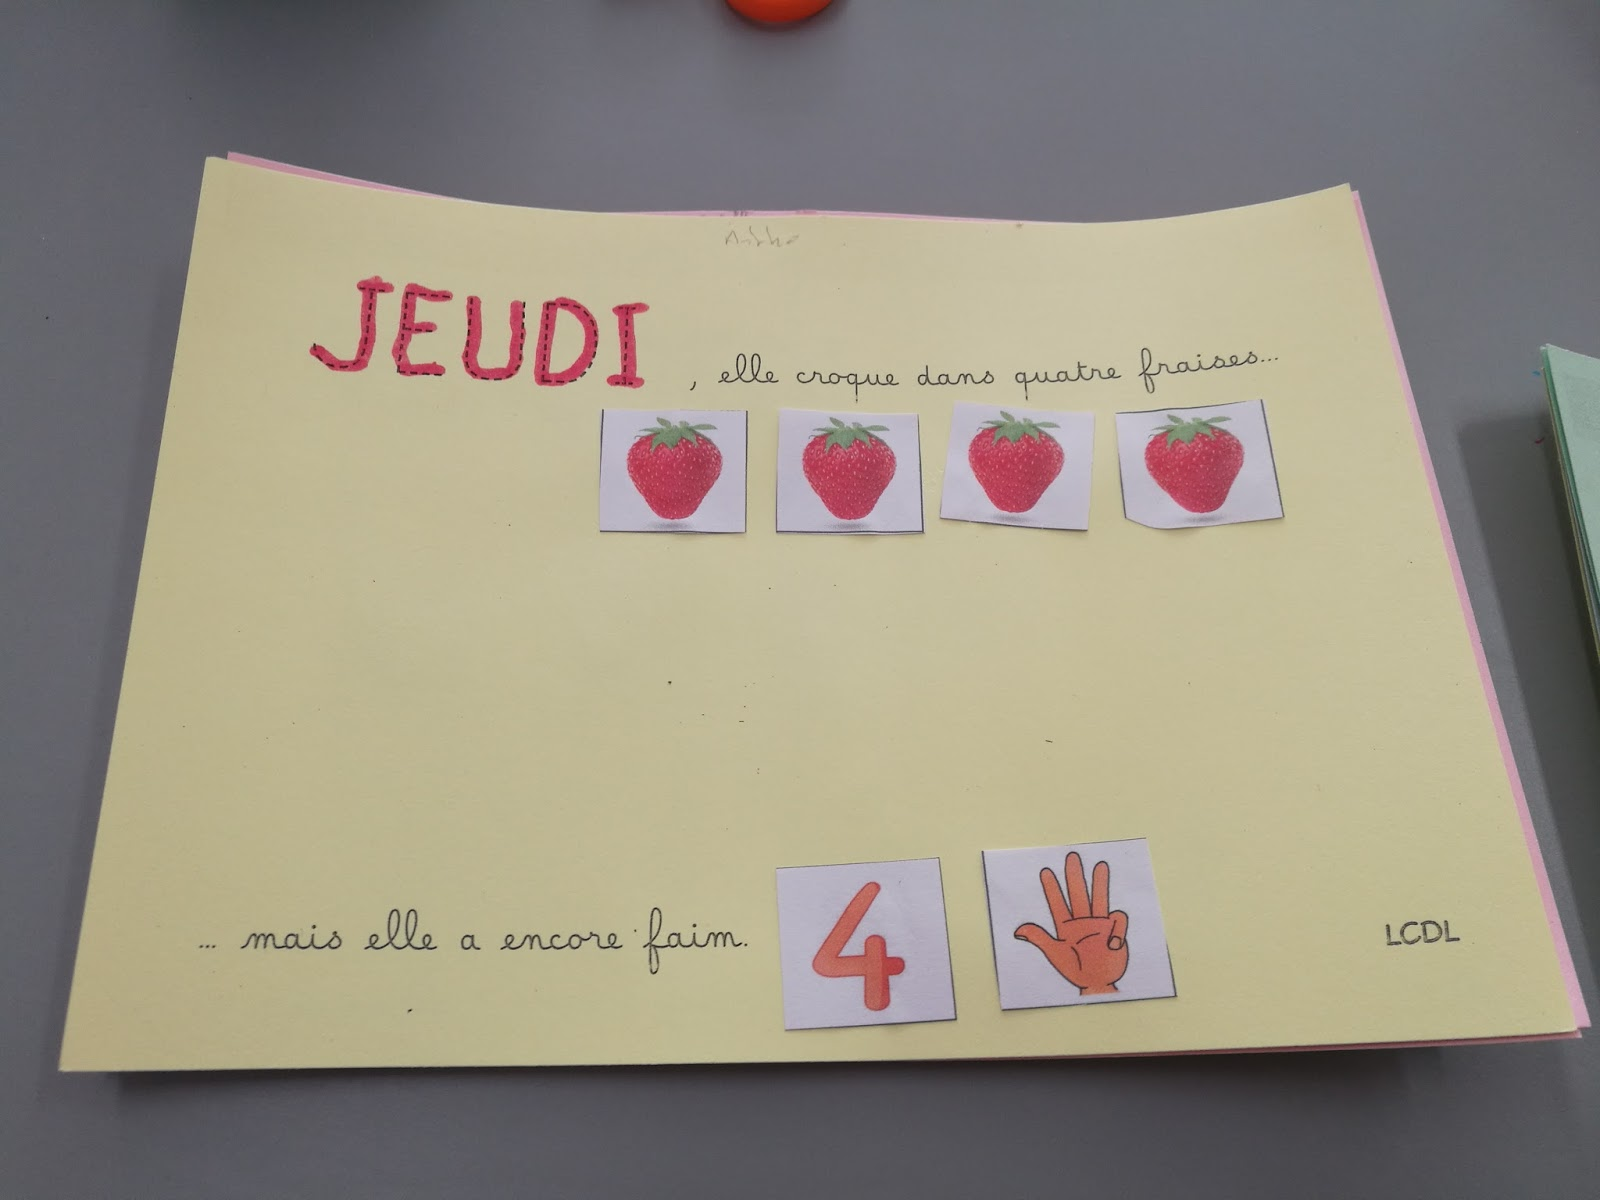 JEUDI , elle croque dans quatre fraises...
... mais elle a encore faim. 4
LCDL